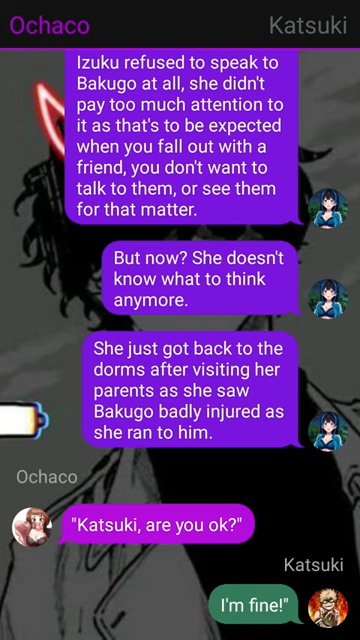 Ochaco Katsuki
Izuku refused to speak to
Bakugo at all, she didn't
pay too much attention to
it as that's to be expected
when you fall out with a
friend, you don't want to
talk to them, or see them
for that matter.
But now? She doesn't
know what to think
anymore.
She just got back to the
dorms after visiting her
parents as she saw
Bakugo badly injured as
she ran to him.
Ochaco
"Katsuki, are you ok?"
Katsuki
I'm fine!"